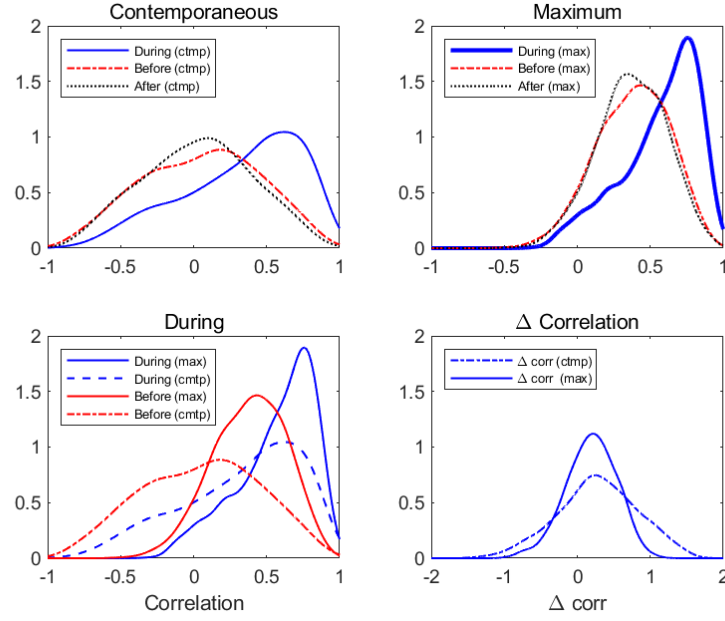 Contemporaneous
2
1.5
1
0.5
0
-1
-0.5
0
0.5
1
During (ctmp)
Before (ctmp)
After (ctmp)
Maximum
2
1.5
1
0.5
0
-1
-0.5
0
0.5
1
During (max)
Before (max)
After (max)
During
2
1.5
1
0.5
0
-1
-0.5
0
0.5
1
During (max)
During (cmtp)
Before (max)
Before (cmtp)
Correlation
Δ Correlation
2
1.5
1
0.5
0
-2
-1
0
1
2
Δ corr (ctmp)
Δ corr (max)
Δ corr